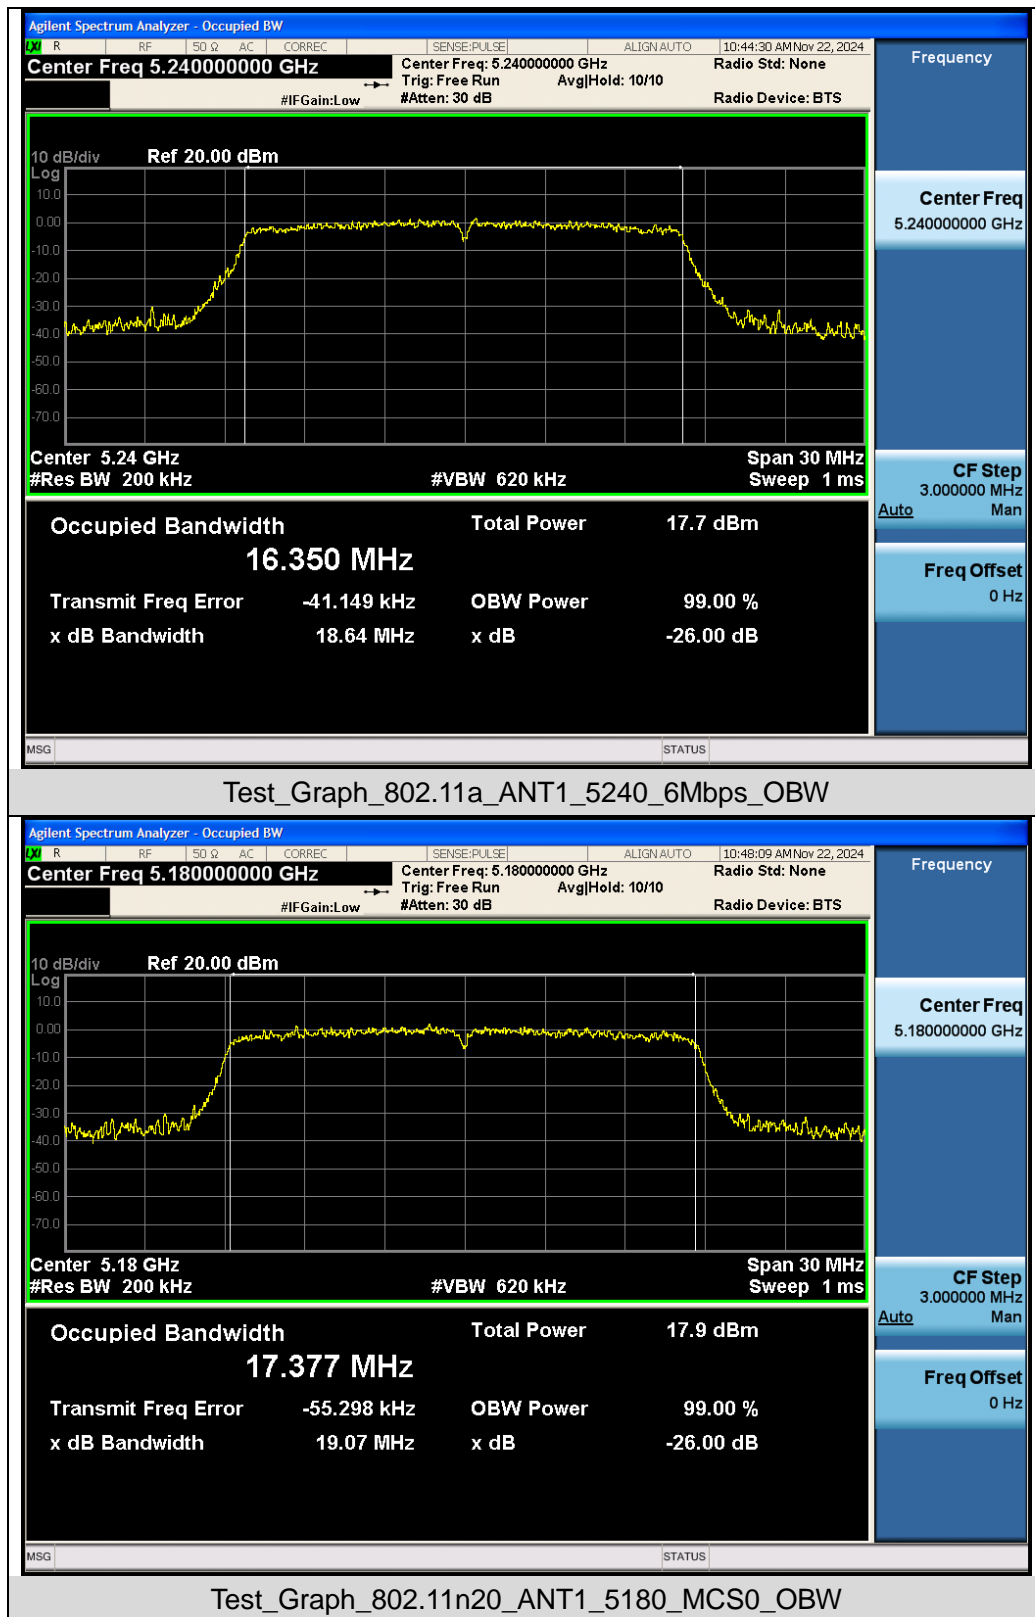 Agilent Spectrum Analyzer - Occupied BW
LXI R RF 50 Ω AC CORREC SENSE:PULSE ALIGN AUTO 10:44:30 AM Nov 22, 2024
Center Freq 5.240000000 GHz
Center Freq: 5.240000000 GHz Radio Std: None
Trig: Free Run Avg|Hold: 10/10
#IFGain:Low #Atten: 30 dB Radio Device: BTS
Frequency
10 dB/div Ref 20.00 dBm
Log
10.0
0.00
-10.0
-20.0
-30.0
-40.0
-50.0
-60.0
-70.0
Center Freq
5.240000000 GHz
Center 5.24 GHz Span 30 MHz
#Res BW 200 kHz #VBW 620 kHz Sweep 1 ms
CF Step
3.000000 MHz
Auto Man
Freq Offset
0 Hz
Occupied Bandwidth Total Power 17.7 dBm
16.350 MHz
Transmit Freq Error -41.149 kHz OBW Power 99.00 %
x dB Bandwidth 18.64 MHz x dB -26.00 dB
MSG STATUS
Test_Graph_802.11a_ANT1_5240_6Mbps_OBW
Agilent Spectrum Analyzer - Occupied BW
LXI R RF 50 Ω AC CORREC SENSE:PULSE ALIGN AUTO 10:48:09 AM Nov 22, 2024
Center Freq 5.180000000 GHz
Center Freq: 5.180000000 GHz Radio Std: None
Trig: Free Run Avg|Hold: 10/10
#IFGain:Low #Atten: 30 dB Radio Device: BTS
Frequency
10 dB/div Ref 20.00 dBm
Log
10.0
0.00
-10.0
-20.0
-30.0
-40.0
-50.0
-60.0
-70.0
Center Freq
5.180000000 GHz
Center 5.18 GHz Span 30 MHz
#Res BW 200 kHz #VBW 620 kHz Sweep 1 ms
CF Step
3.000000 MHz
Auto Man
Freq Offset
0 Hz
Occupied Bandwidth Total Power 17.9 dBm
17.377 MHz
Transmit Freq Error -55.298 kHz OBW Power 99.00 %
x dB Bandwidth 19.07 MHz x dB -26.00 dB
MSG STATUS
Test_Graph_802.11n20_ANT1_5180_MCS0_OBW